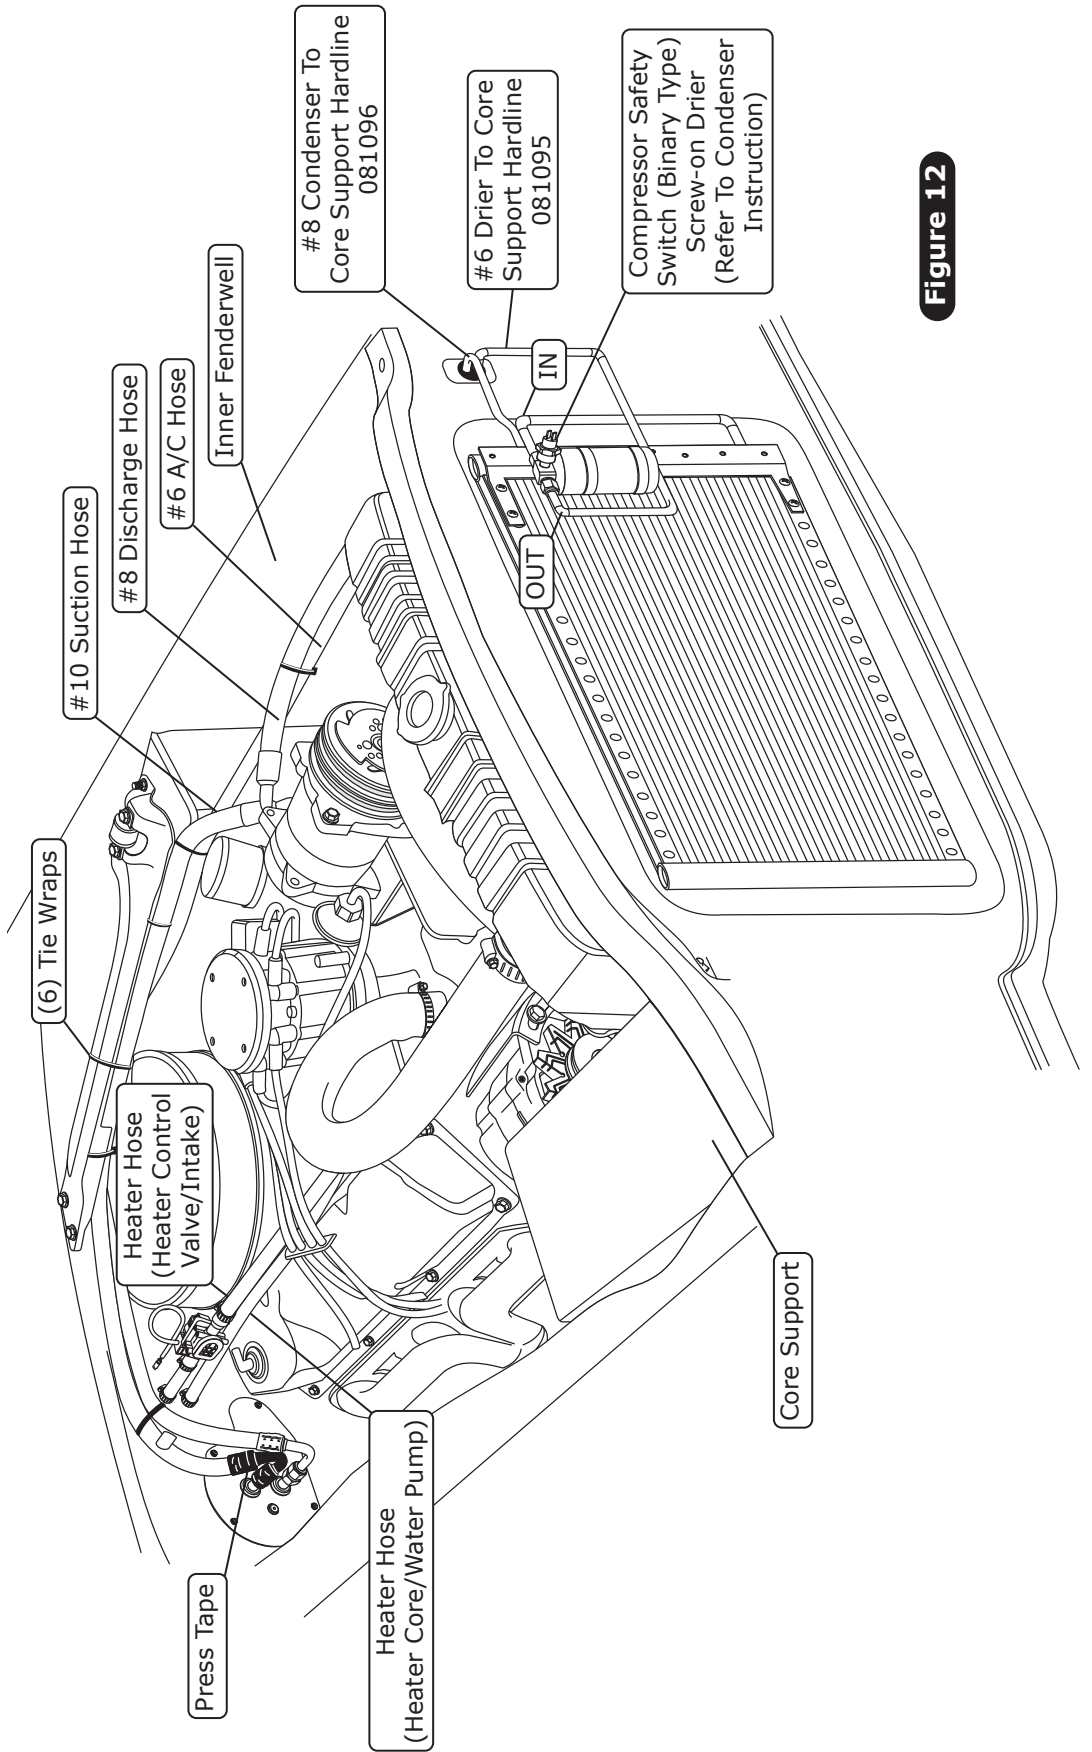 Press Tape
Heater Hose
(Heater Core/Water Pump)
Heater Hose
(Heater Control
Valve/Intake)
(6) Tie Wraps
#10 Suction Hose
#8 Discharge Hose
#6 A/C Hose
Inner Fenderwell
#8 Condenser To
Core Support Hardline
081096
#6 Drier To Core
Support Hardline
081095
IN
OUT
Compressor Safety
Switch (Binary Type)
Screw-on Drier
(Refer To Condenser
Instruction)
Core Support
Figure 12